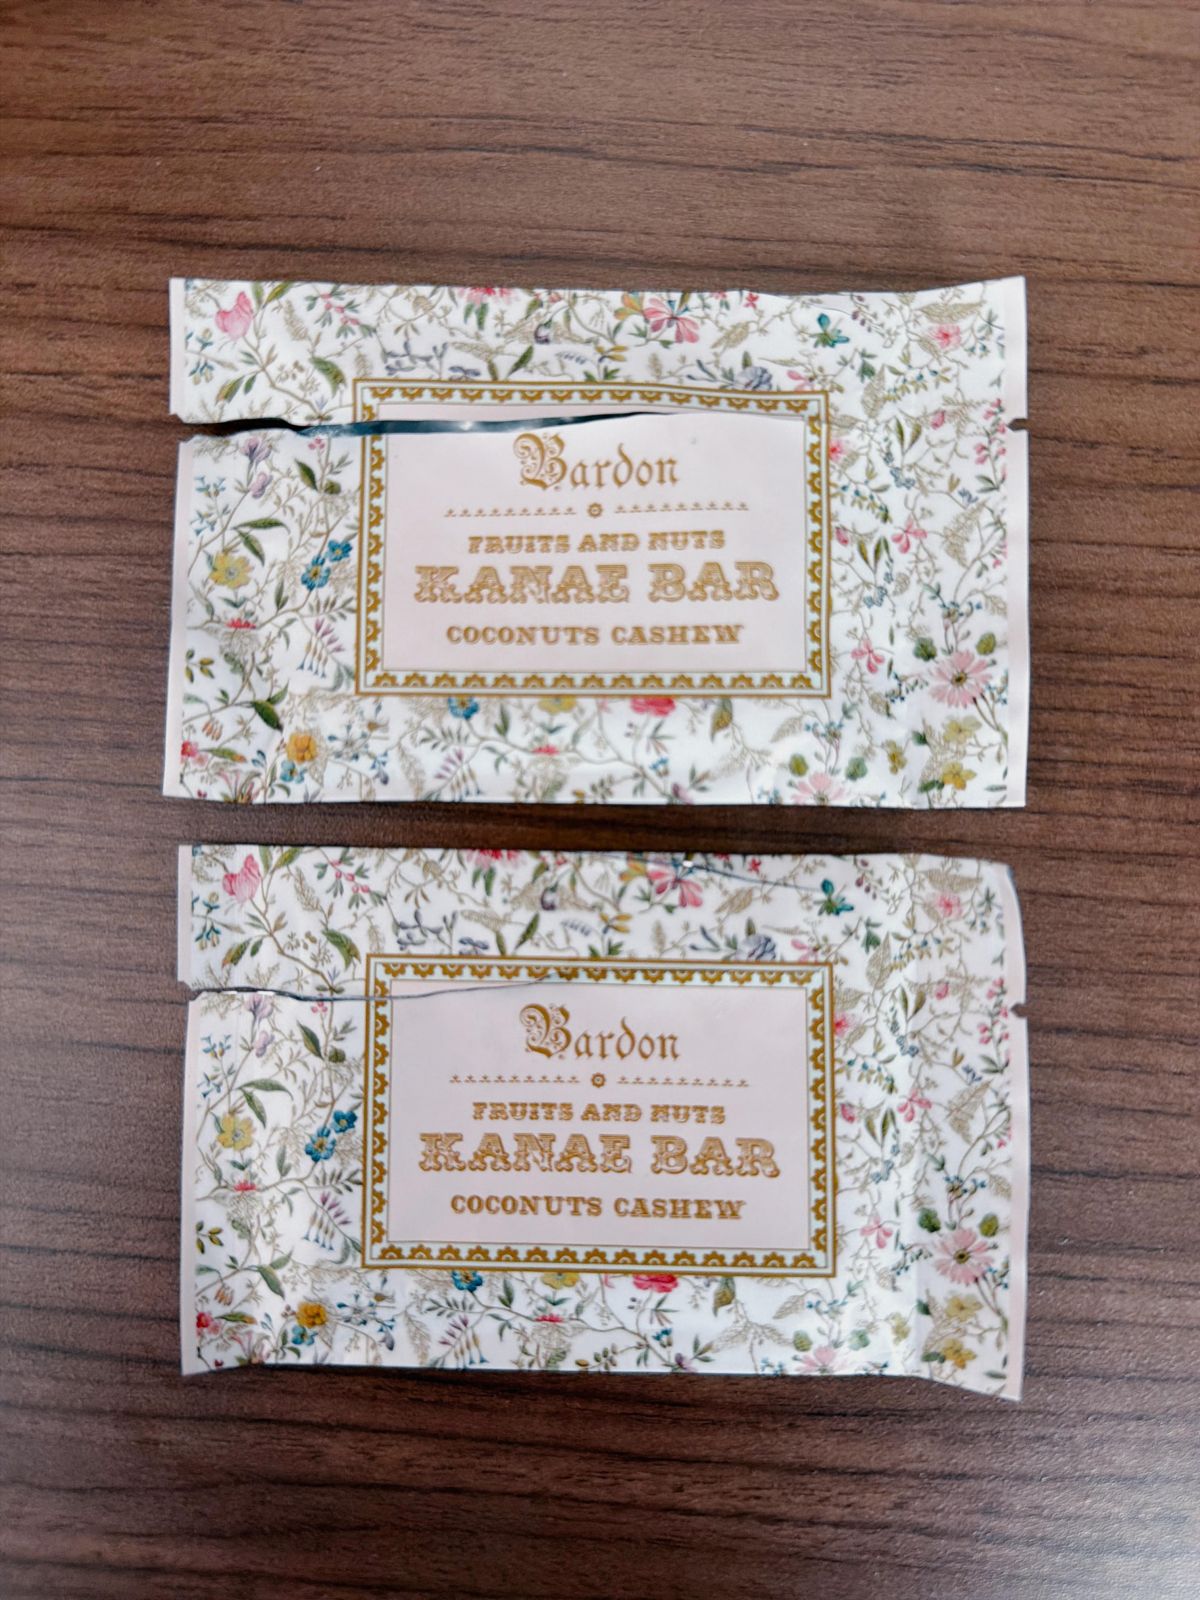 Bardon
FRUITS AND NUTS
KANAE BAR
COCONUTS CASHEW
Bardon
FRUITS AND NUTS
KANAE BAR
COCONUTS CASHEW